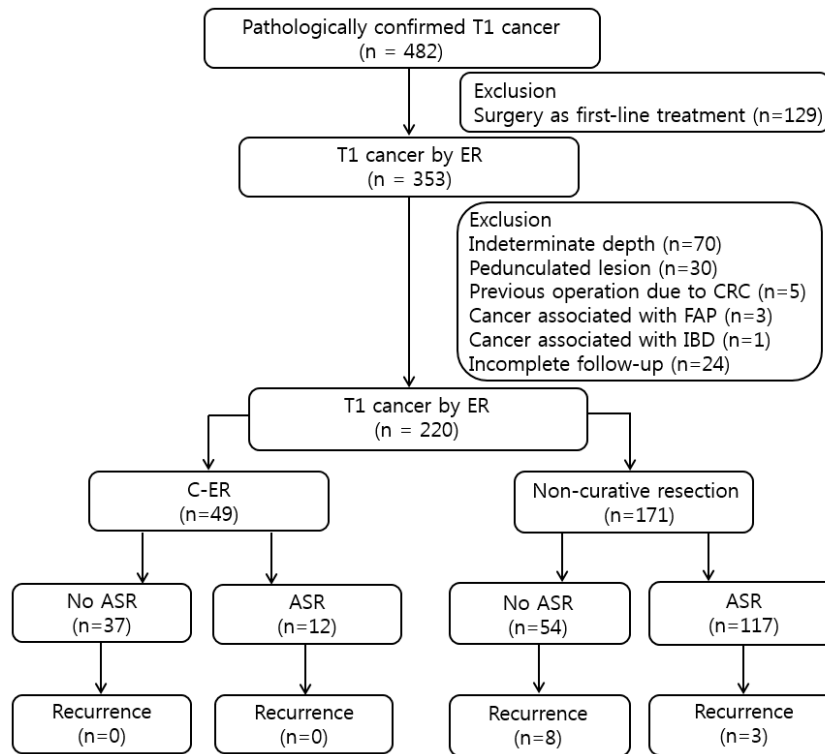 Pathologically confirmed T1 cancer
(n = 482)
Exclusion
Surgery as first-line treatment (n=129)
T1 cancer by ER
(n = 353)
Exclusion
Indeterminate depth (n=70)
Pedunculated lesion (n=30)
Previous operation due to CRC (n=5)
Cancer associated with FAP (n=3)
Cancer associated with IBD (n=1)
Incomplete follow-up (n=24)
T1 cancer by ER
(n = 220)
C-ER
(n=49)
Non-curative resection
(n=171)
No ASR
(n=37)
ASR
(n=12)
No ASR
(n=54)
ASR
(n=117)
Recurrence
(n=0)
Recurrence
(n=0)
Recurrence
(n=8)
Recurrence
(n=3)